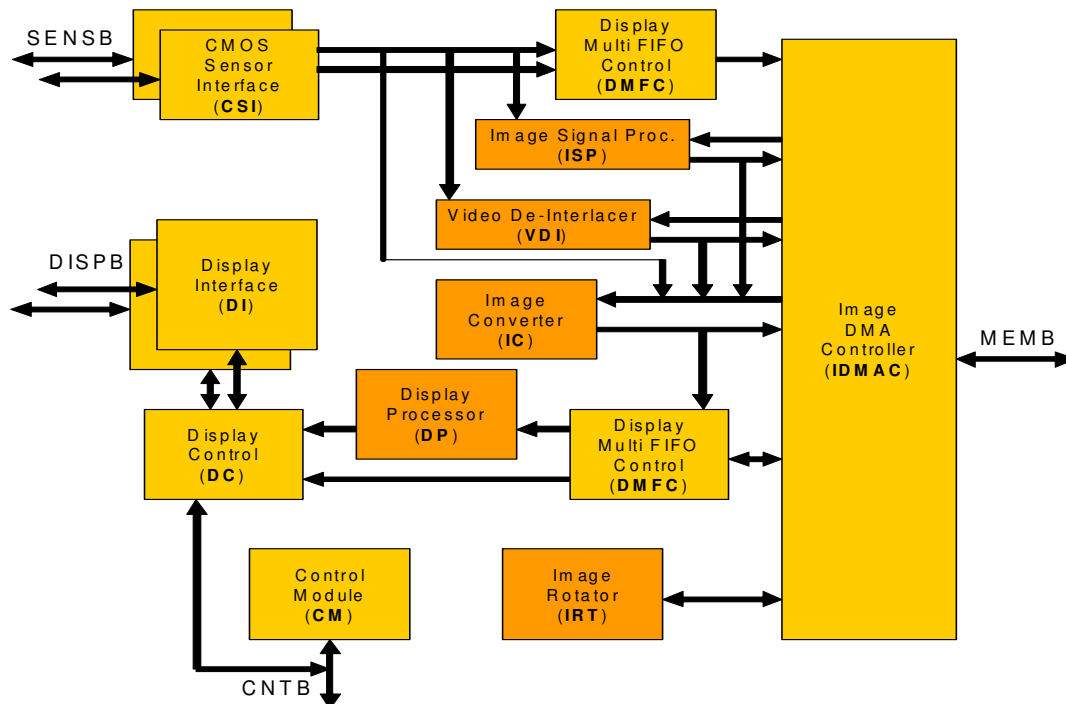 SENSB
CMOS
Sensor
Interface
(CSI)
Display
Multi FIFO
Control
(DMFC)
Image Signal Proc.
(ISP)
Video De-Interlacer
(VDI)
DISPB
Display
Interface
(DI)
Image
Converter
(IC)
Image
DMA
Controller
(IDMAC)
MEMB
Display
Processor
(DP)
Display
Control
(DC)
Display
Multi FIFO
Control
(DMFC)
Control
Module
(CM)
Image
Rotator
(IRT)
CNTB